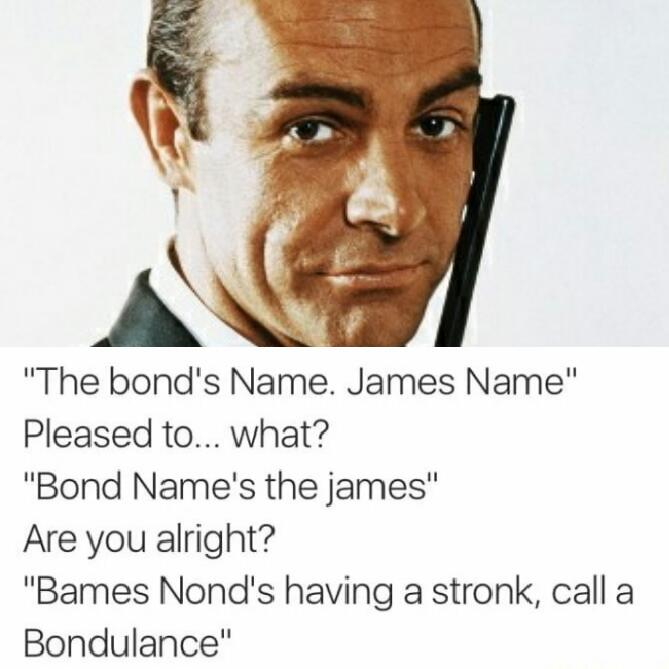 "The bond's Name. James Name"
Pleased to... what?
"Bond Name's the james"
Are you alright?
"Bames Nond's having a stronk, call a
Bondulance"